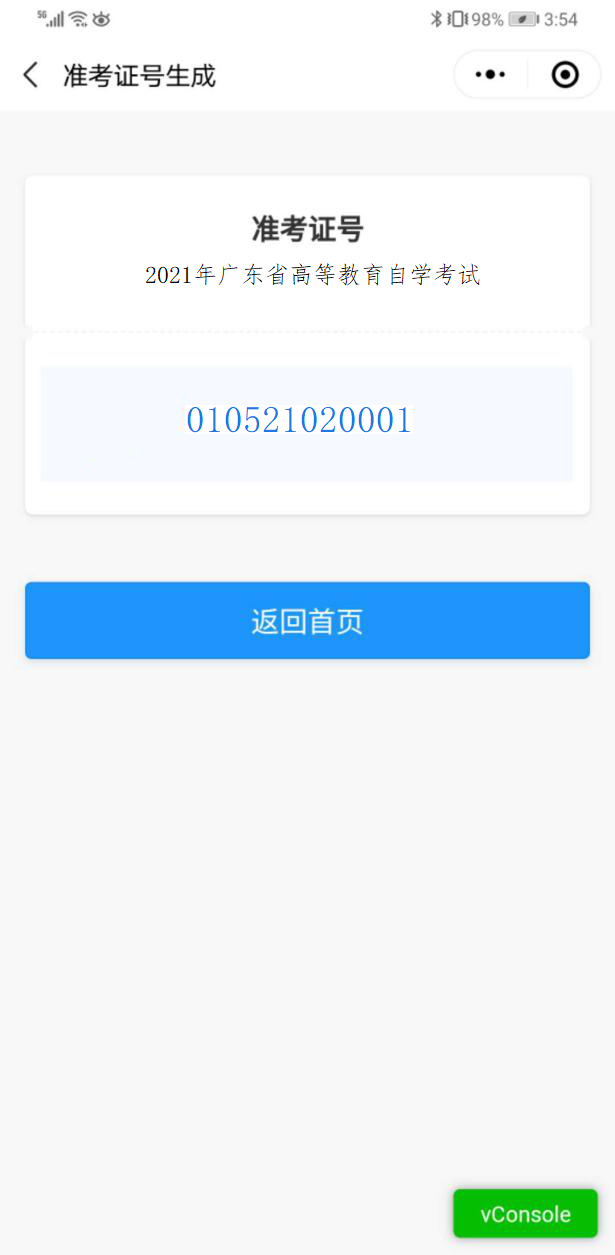 5G 98% 3:54
准考证号生成
准考证号
2021年广东省高等教育自学考试
010521020001
返回首页
vConsole